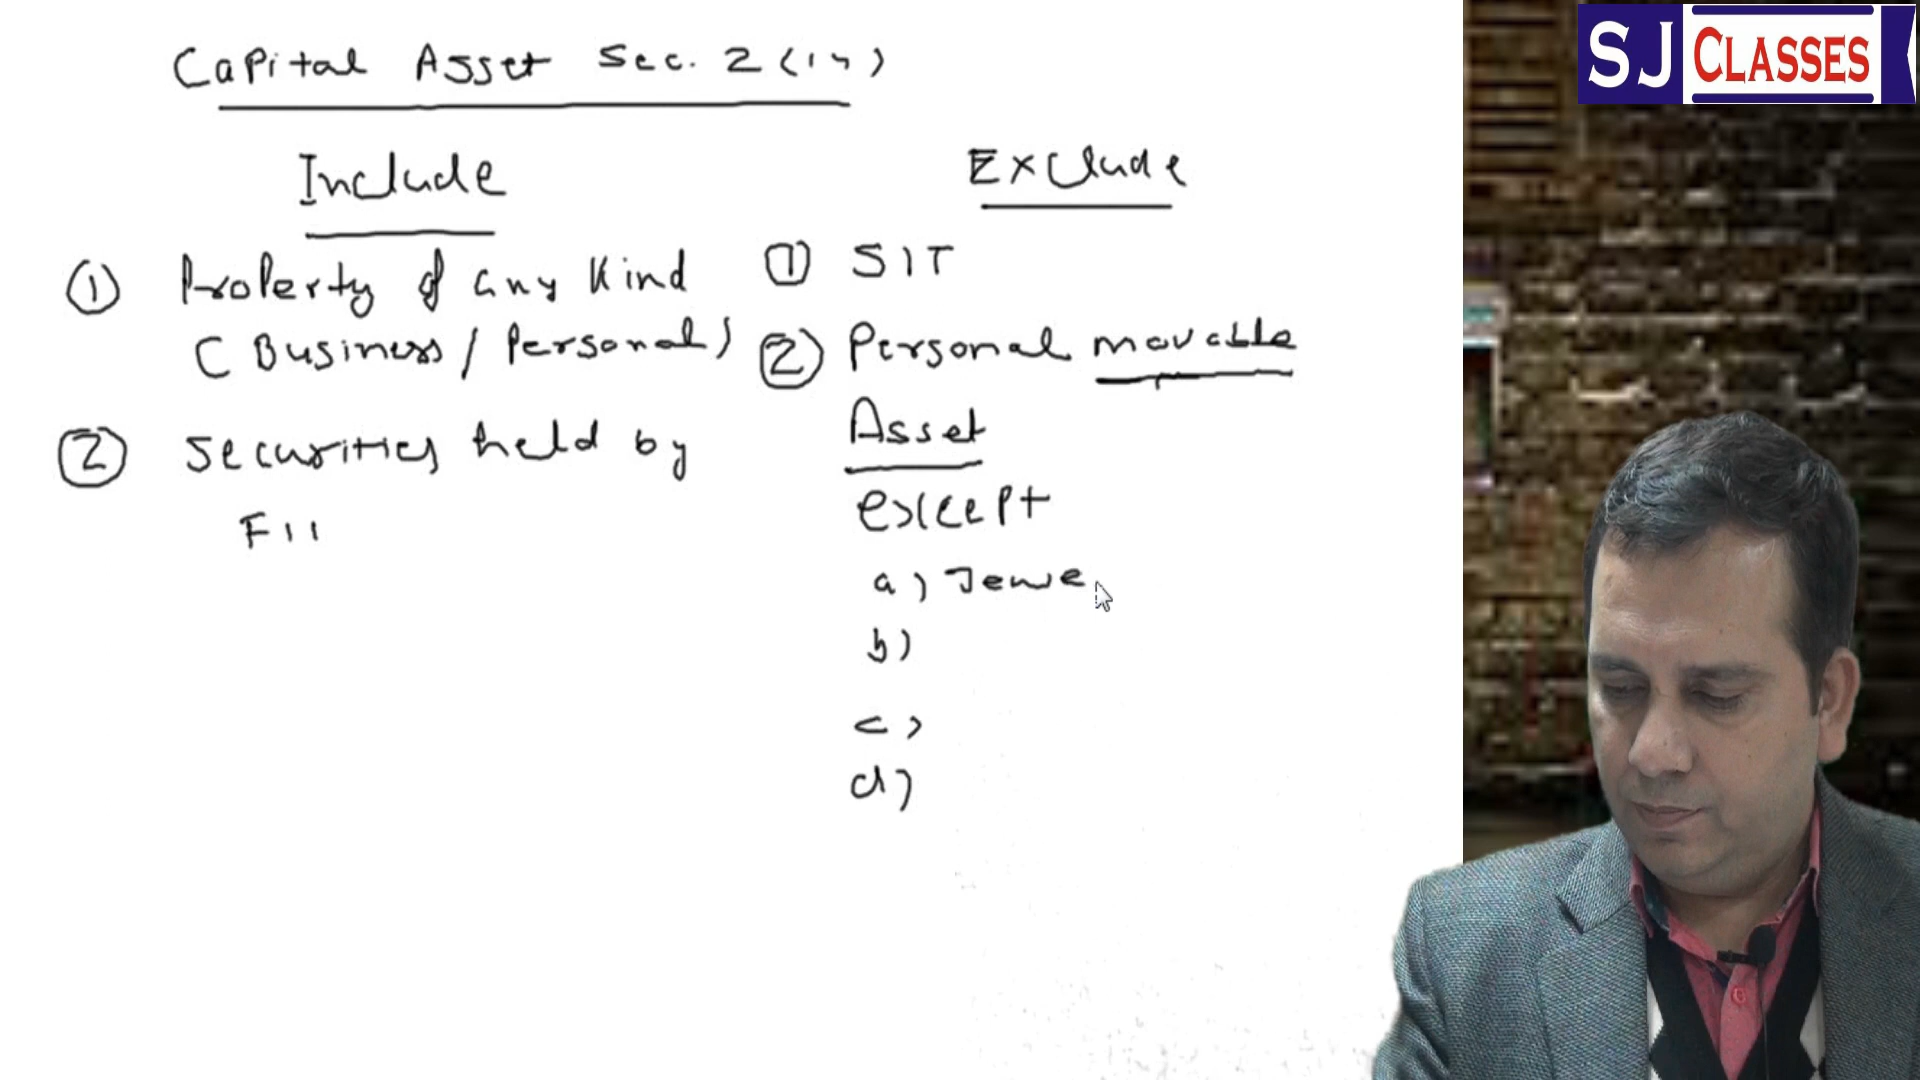 SJ CLASSES
Capital Asset Sec. 2(14)
Include
① Property of any Kind
(Business/Personal)
② Securities held by
FII
Exclude
① SIT
② Personal movable
Asset
except
a) Jewe
b)
c)
d)